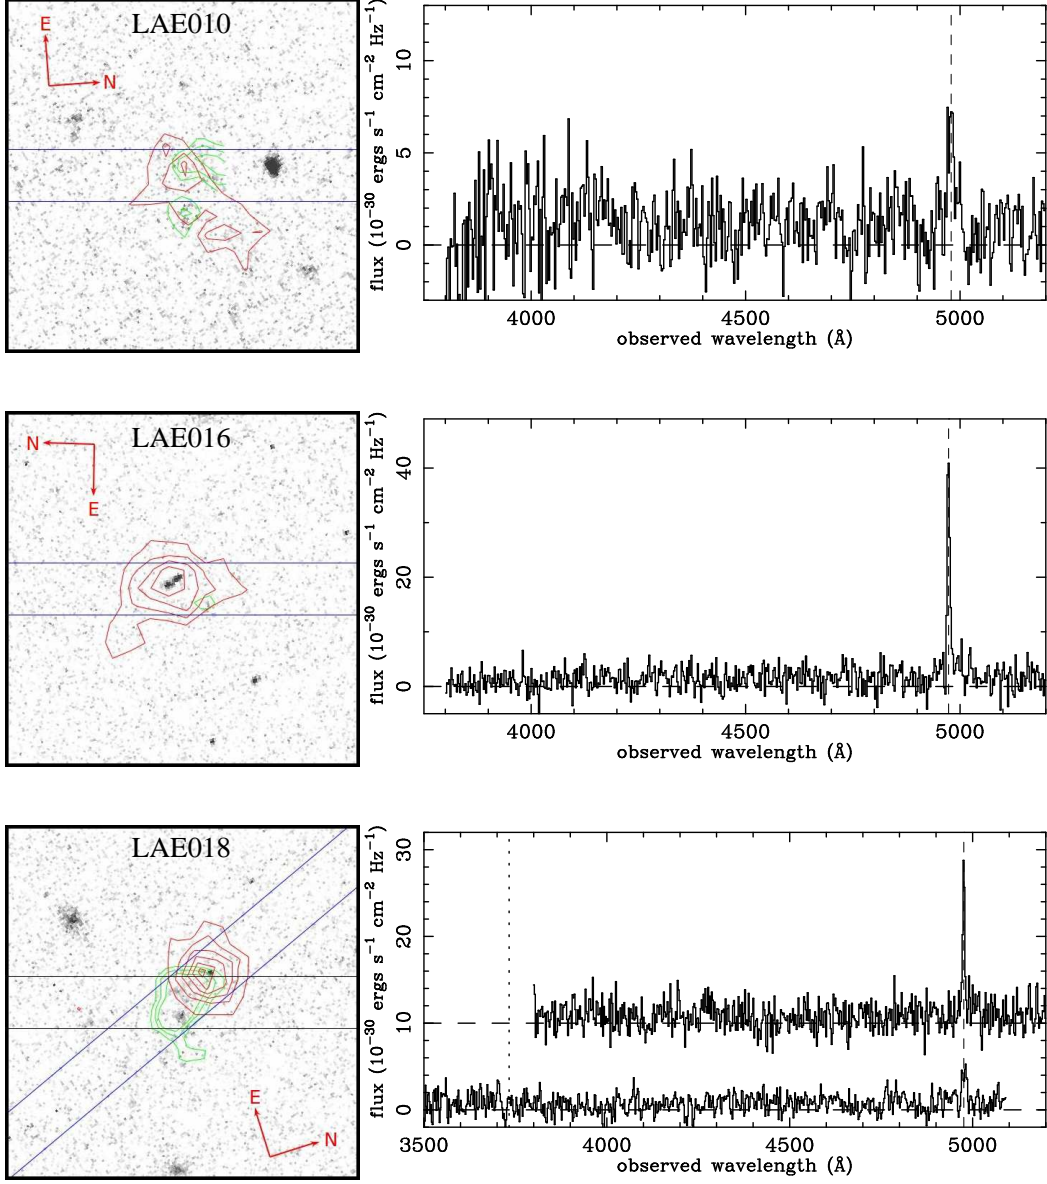 LAE010
E
N
flux (10⁻³⁰ ergs s⁻¹ cm⁻² Hz⁻¹)
10
5
0
4000 4500 5000
observed wavelength (Å)
LAE016
N
E
flux (10⁻³⁰ ergs s⁻¹ cm⁻² Hz⁻¹)
40
20
0
4000 4500 5000
observed wavelength (Å)
LAE018
E
N
flux (10⁻³⁰ ergs s⁻¹ cm⁻² Hz⁻¹)
30
20
10
0
3500 4000 4500 5000
observed wavelength (Å)